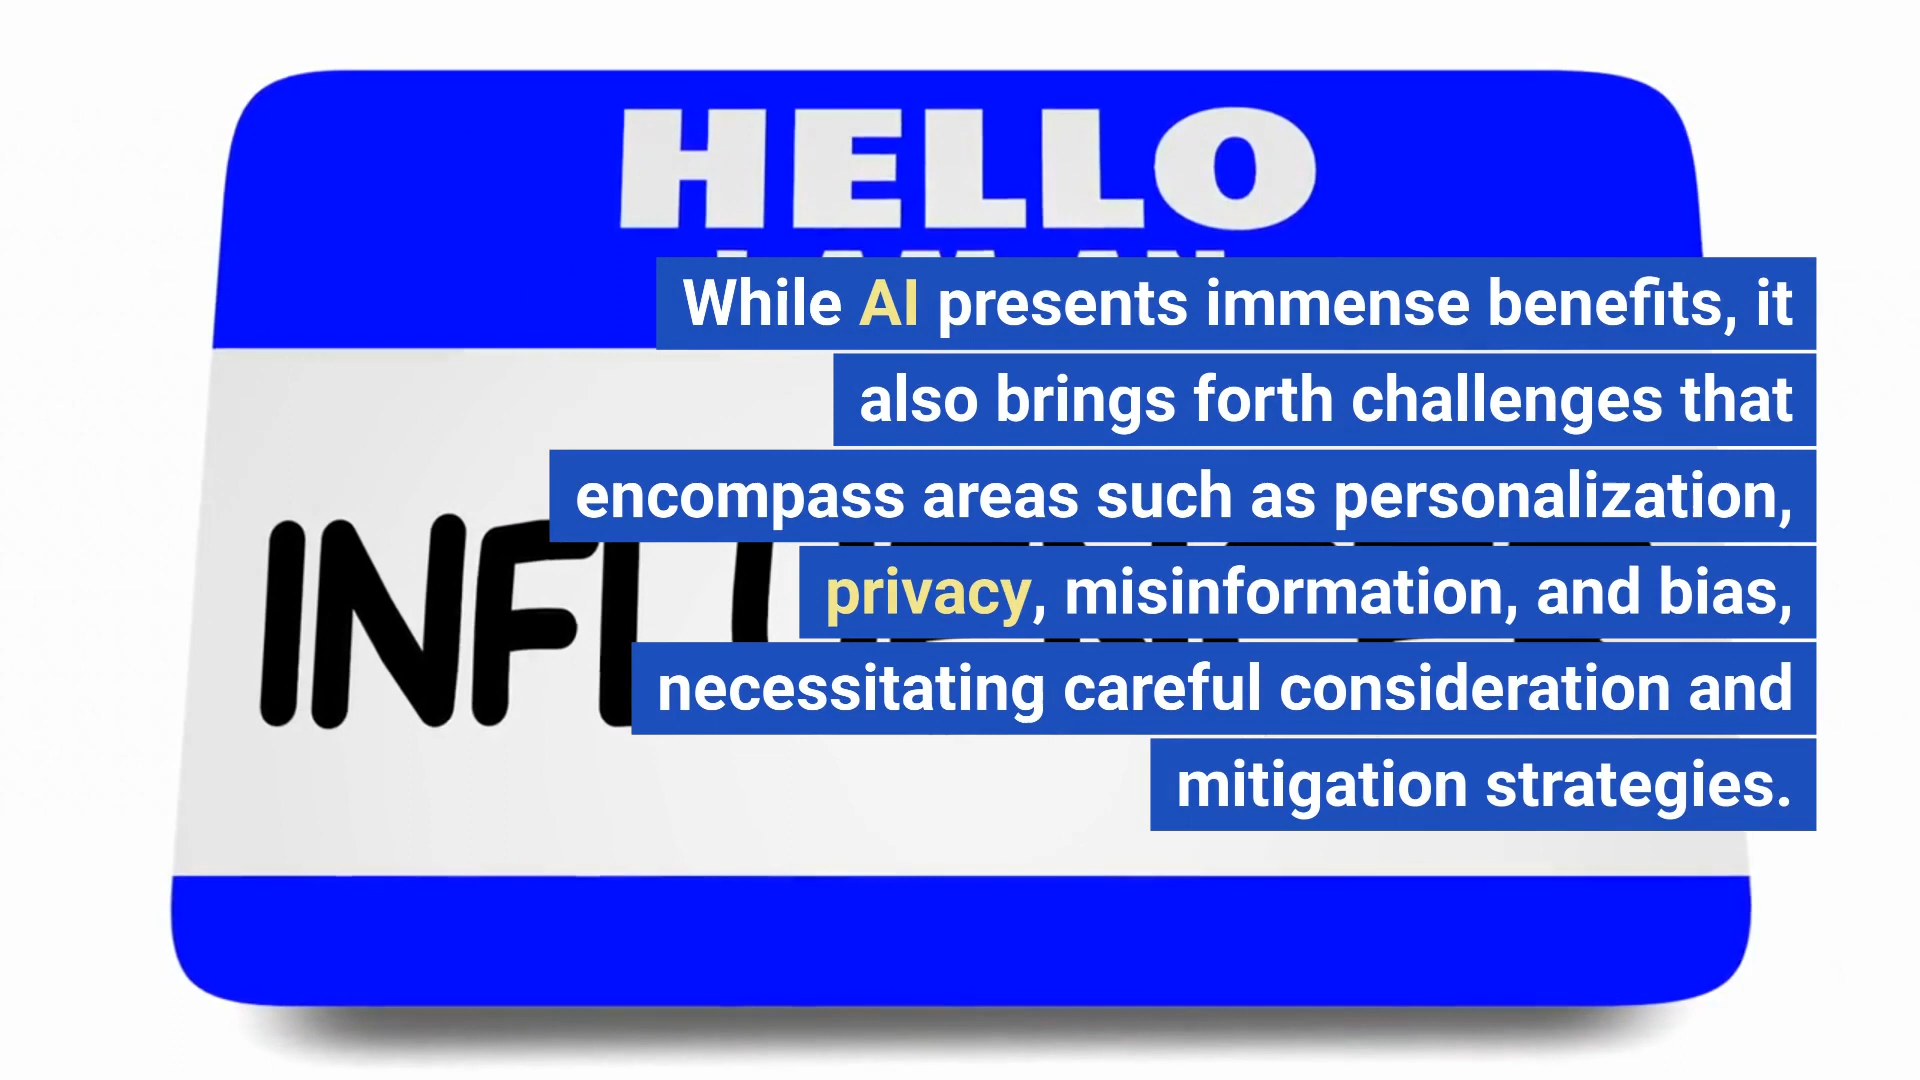 HELLO
While AI presents immense benefits, it
also brings forth challenges that
encompass areas such as personalization,
privacy, misinformation, and bias,
necessitating careful consideration and
mitigation strategies.